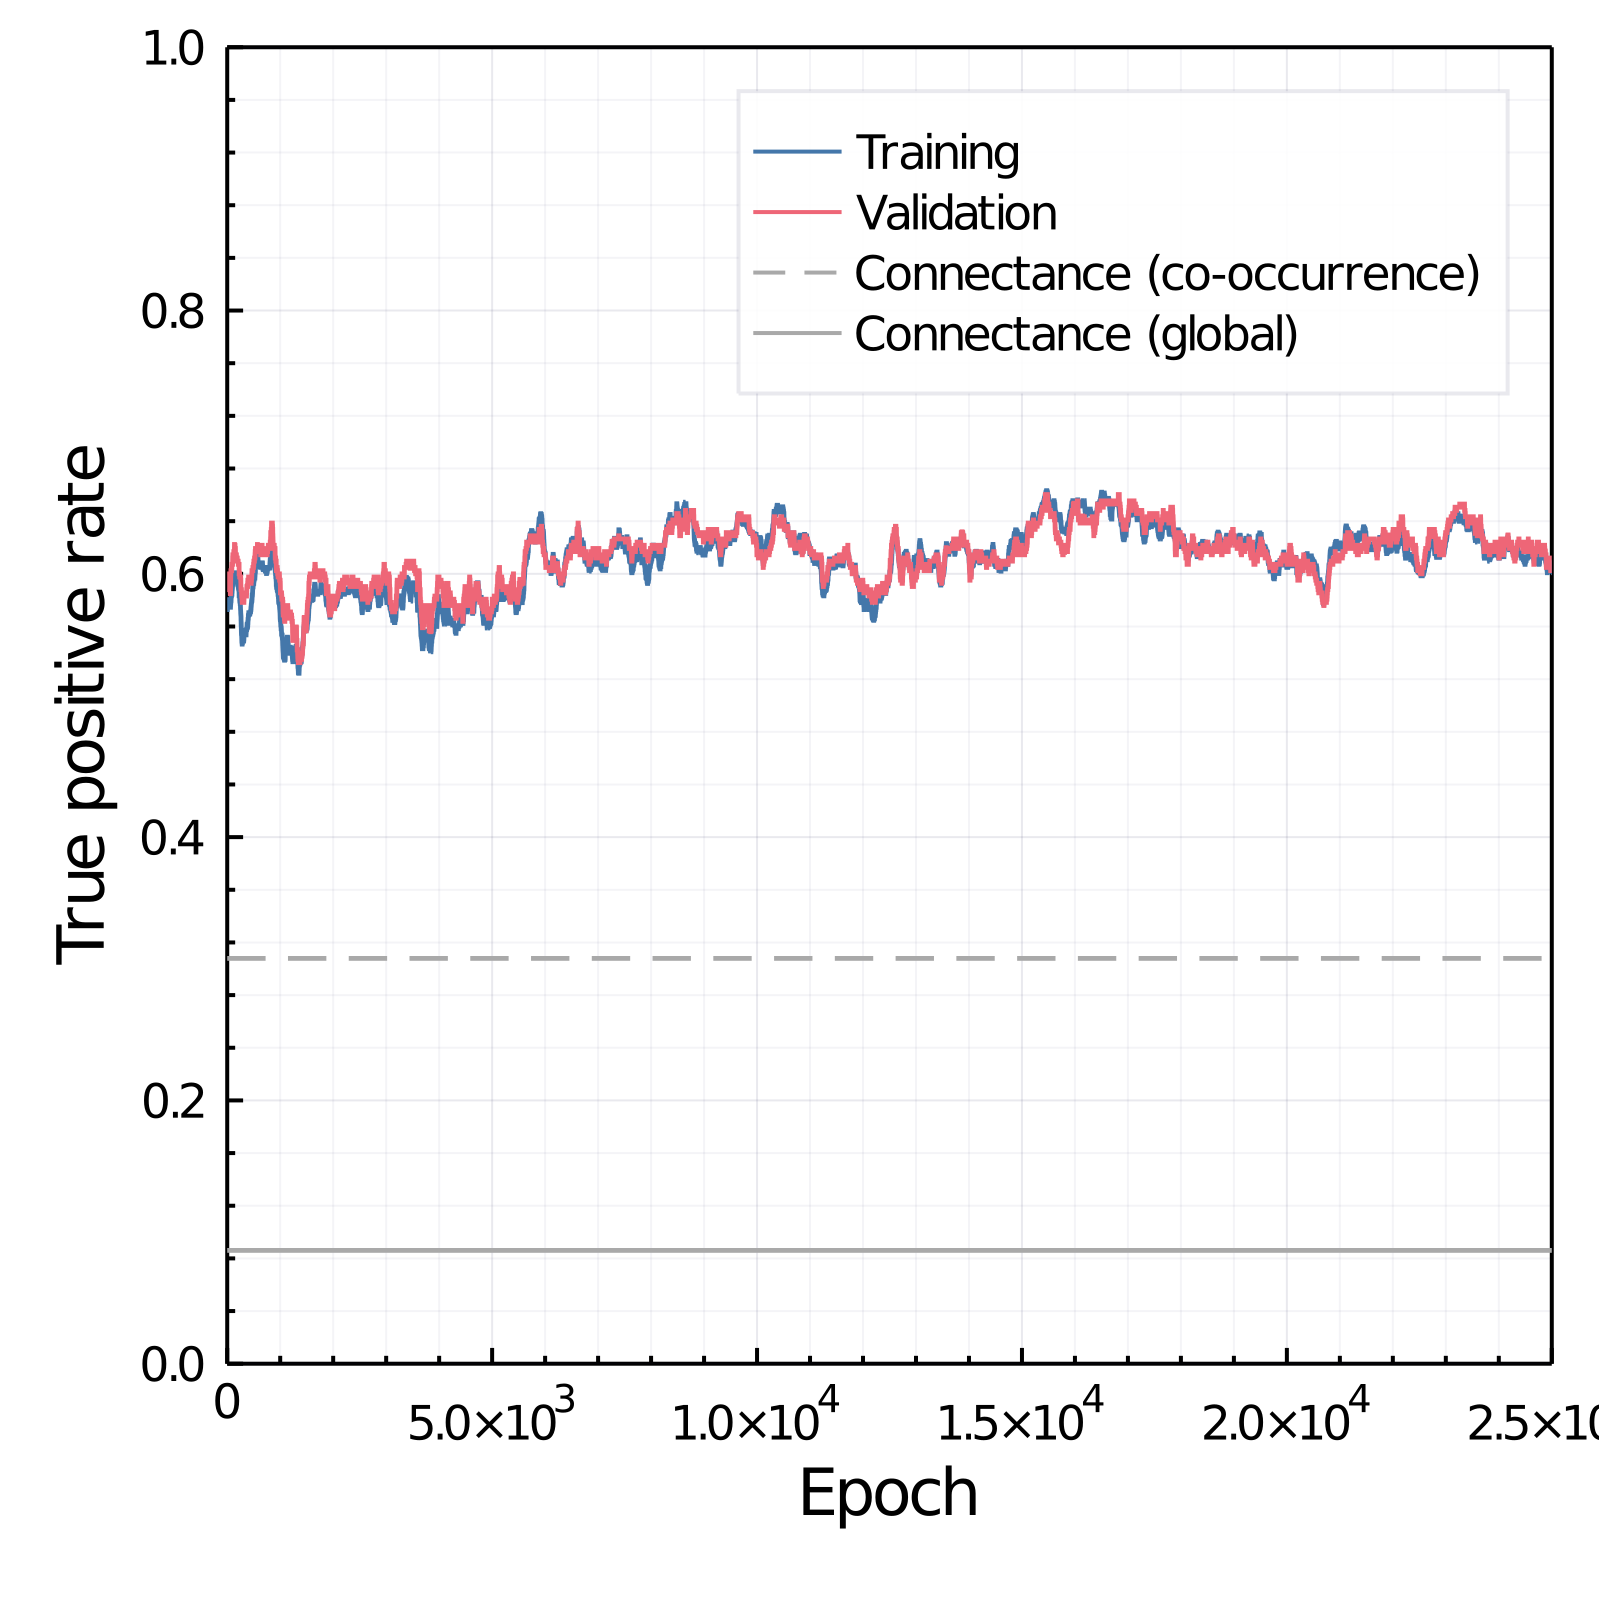 1.0
0.8
0.6
0.4
0.2
0.0
True positive rate
Training
Validation
Connectance (co-occurrence)
Connectance (global)
0 5.0×10³ 1.0×10⁴ 1.5×10⁴ 2.0×10⁴ 2.5×10
Epoch